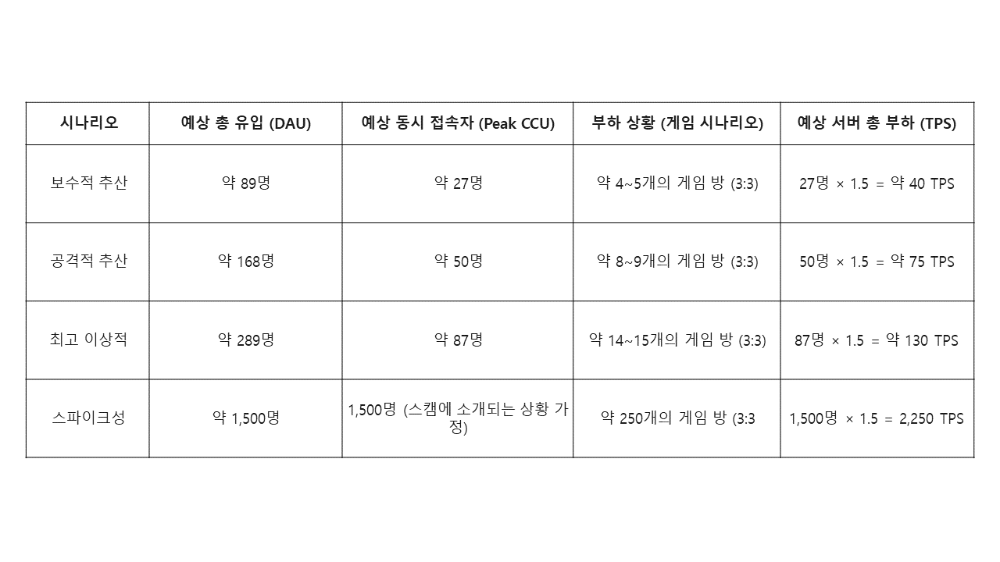 시나리오
예상 총 유입 (DAU)
예상 동시 접속자 (Peak CCU)
부하 상황 (게임 시나리오)
예상 서버 총 부하 (TPS)
보수적 추산
약 89명
약 27명
약 4~5개의 게임 방 (3:3)
27명 × 1.5 = 약 40 TPS
공격적 추산
약 168명
약 50명
약 8~9개의 게임 방 (3:3)
50명 × 1.5 = 약 75 TPS
최고 이상적
약 289명
약 87명
약 14~15개의 게임 방 (3:3)
87명 × 1.5 = 약 130 TPS
스파이크성
약 1,500명
1,500명 (스캠에 소개되는 상황 가
정)
약 250개의 게임 방 (3:3
1,500명 × 1.5 = 2,250 TPS